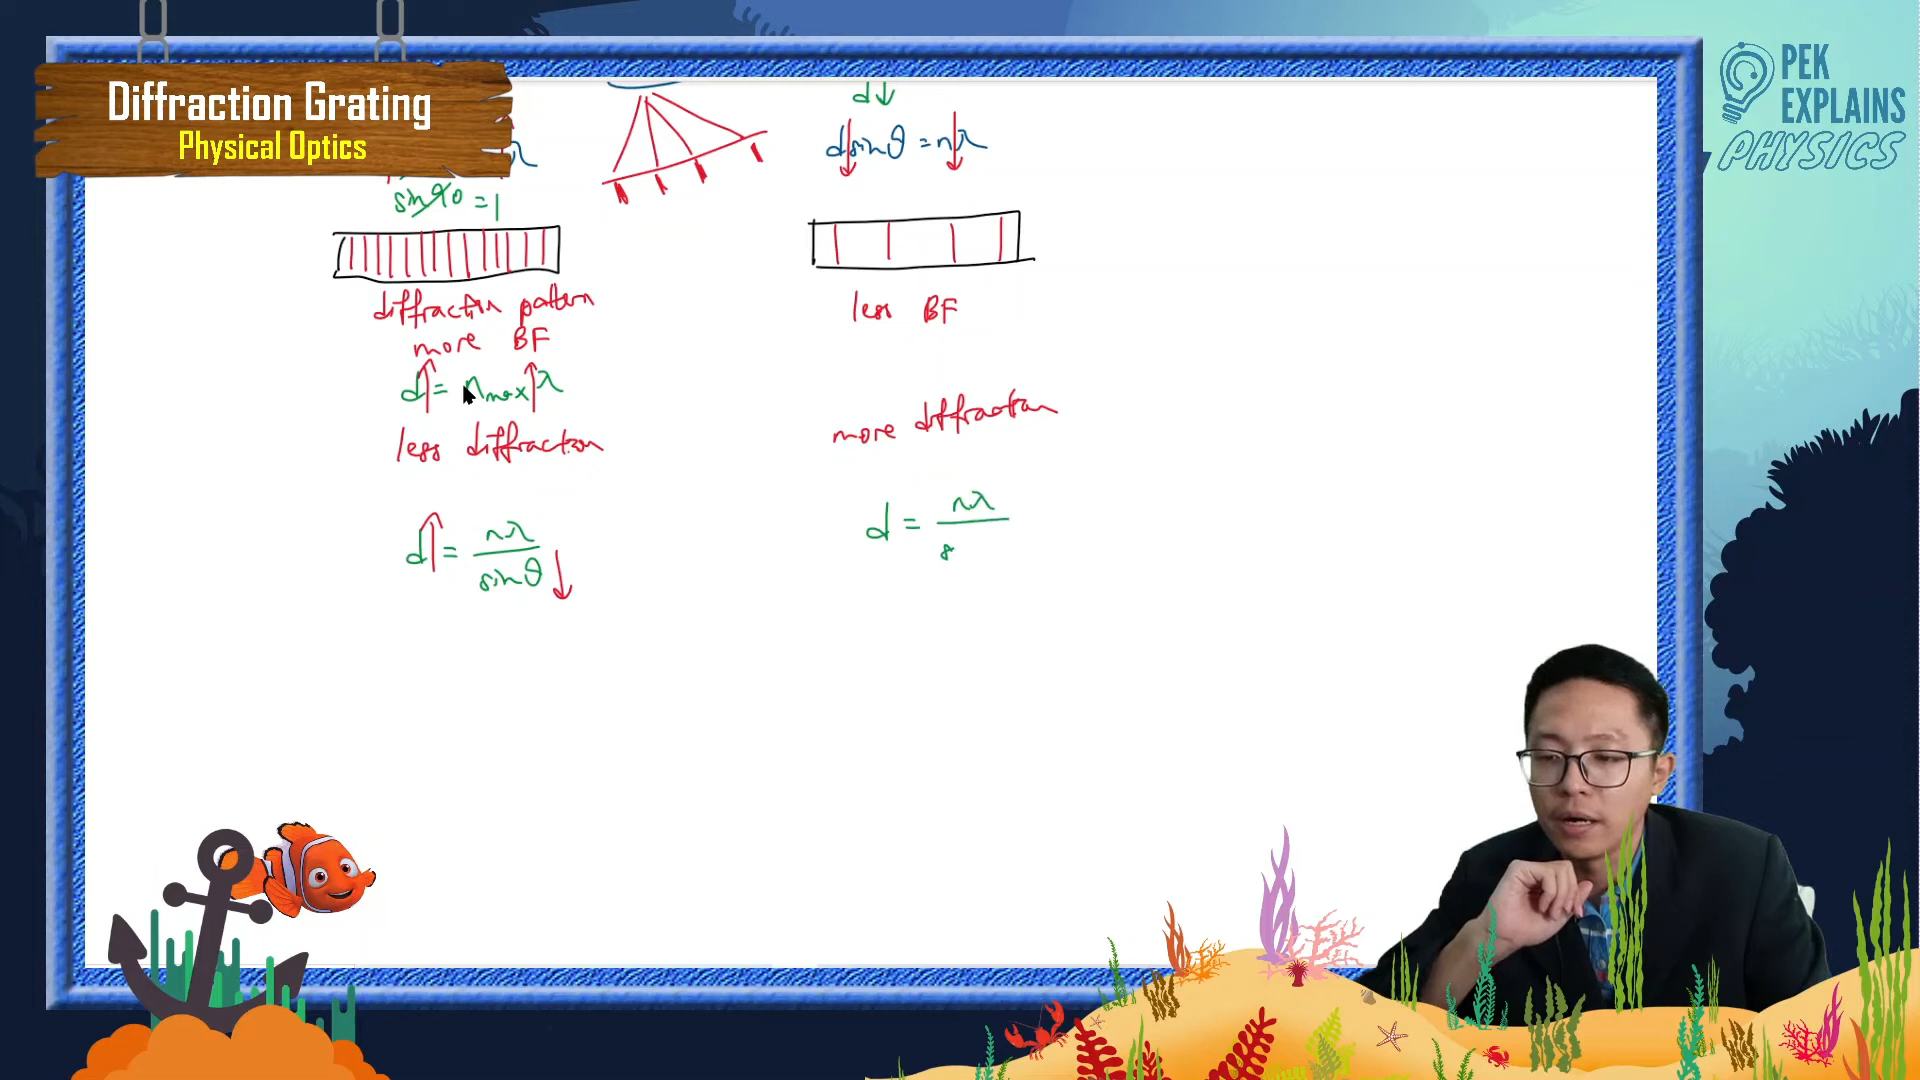 Diffraction Grating
Physical Optics
PEK
EXPLAINS
PHYSICS
λ
sin90 = 1
diffraction pattern
more BF
d = nmax λ
less diffraction
d = nλ / sinθ
d↓
d sinθ = nλ
less BF
more diffraction
d = nλ / s